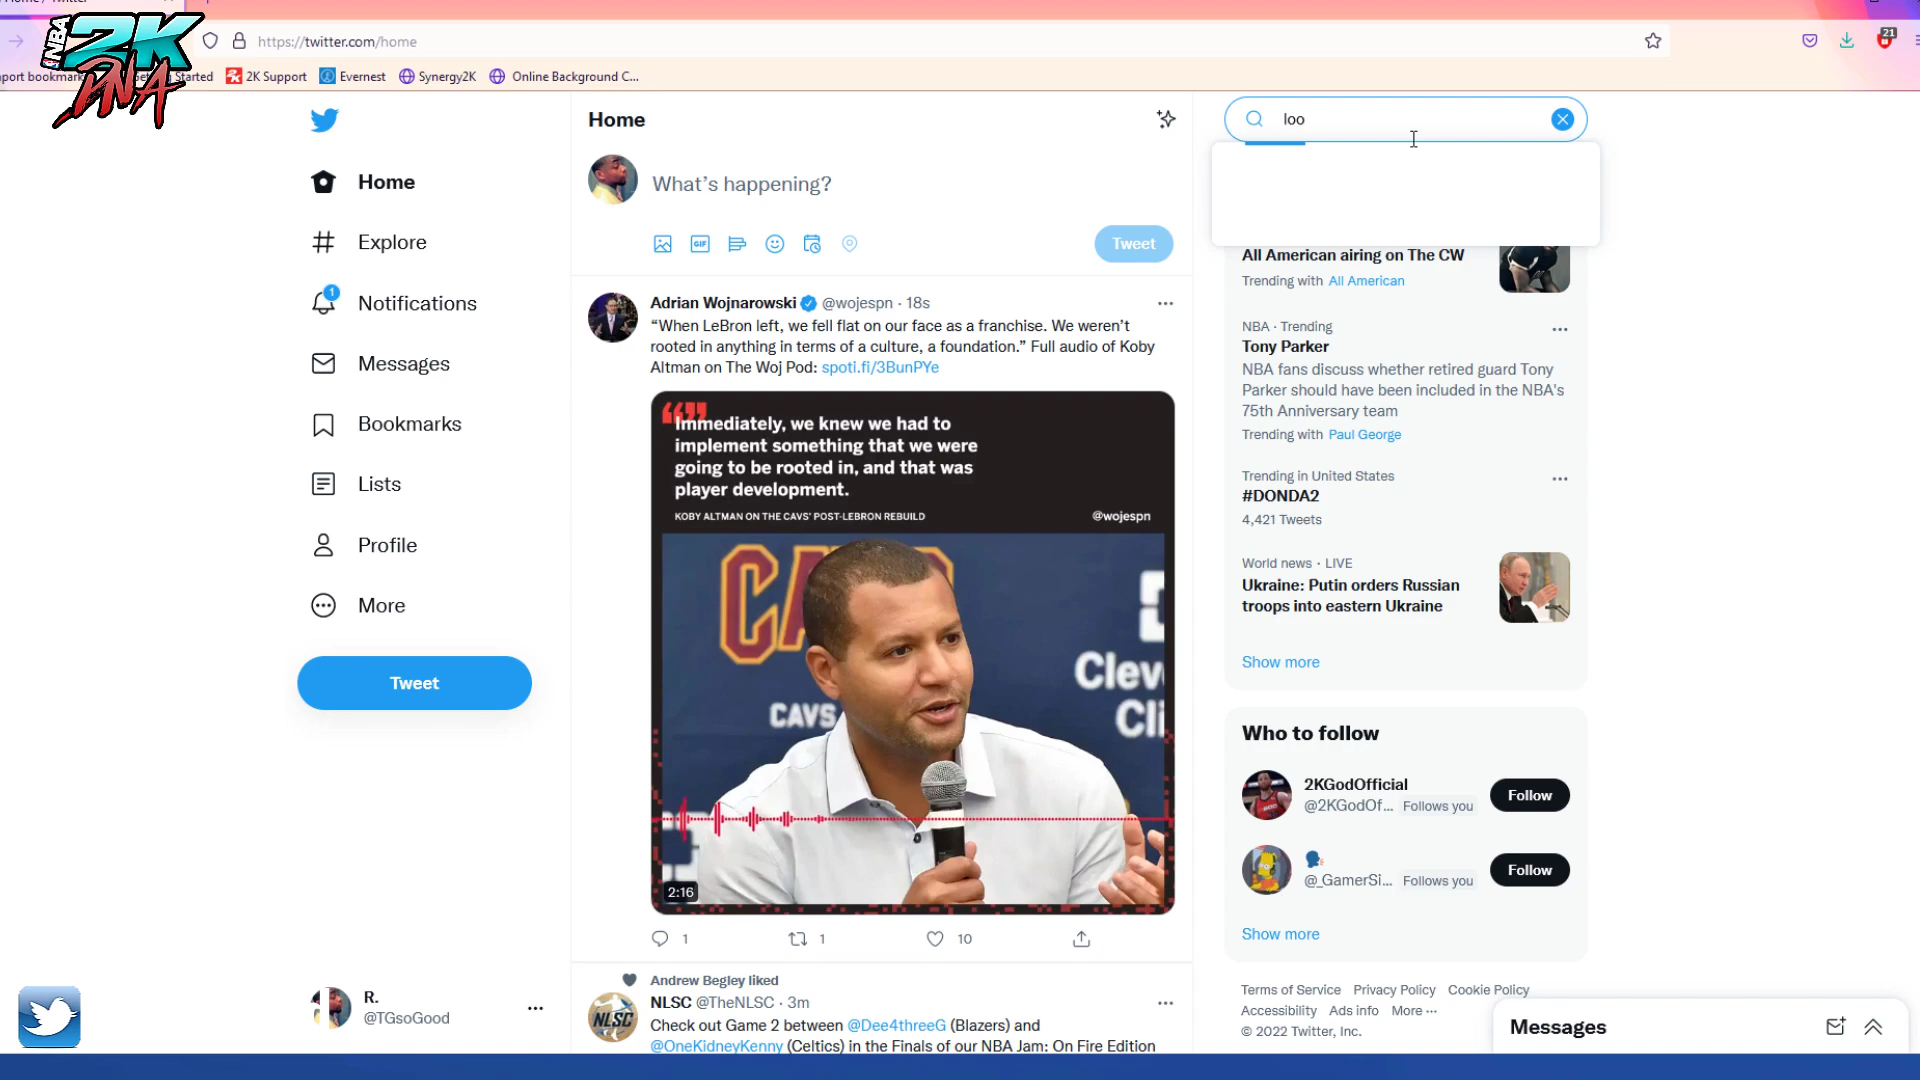 NBA
2K
DNA
https://twitter.com/home
21
2K Support
Evernest
Synergy2K
Online Background C...
Home
Explore
1
Notifications
Messages
Bookmarks
Lists
Profile
More
Tweet
R.
@TGsoGood
Home
What's happening?
GIF
Tweet
Adrian Wojnarowski @wojespn · 18s
“When LeBron left, we fell flat on our face as a franchise. We weren’t
rooted in anything in terms of a culture, a foundation.” Full audio of Koby
Altman on The Woj Pod: spoti.fi/3BunPYe
Immediately, we knew we had to
implement something that we were
going to be rooted in, and that was
player development.
KOBY ALTMAN ON THE CAVS' POST-LEBRON REBUILD
@wojespn
CAVS
Clev
Cli
2:16
1
1
10
Andrew Begley liked
NLSC @TheNLSC · 3m
NLSC
Check out Game 2 between @Dee4threeG (Blazers) and
@OneKidneyKenny (Celtics) in the Finals of our NBA Jam: On Fire Edition
loo
All American airing on The CW
Trending with All American
NBA · Trending
Tony Parker
NBA fans discuss whether retired guard Tony
Parker should have been included in the NBA's
75th Anniversary team
Trending with Paul George
Trending in United States
#DONDA2
4,421 Tweets
World news · LIVE
Ukraine: Putin orders Russian
troops into eastern Ukraine
Show more
Who to follow
2KGodOfficial
@2KGodOf... Follows you
Follow
@_GamerSi... Follows you
Follow
Show more
Terms of Service Privacy Policy Cookie Policy
Accessibility Ads info More ···
© 2022 Twitter, Inc.
Messages